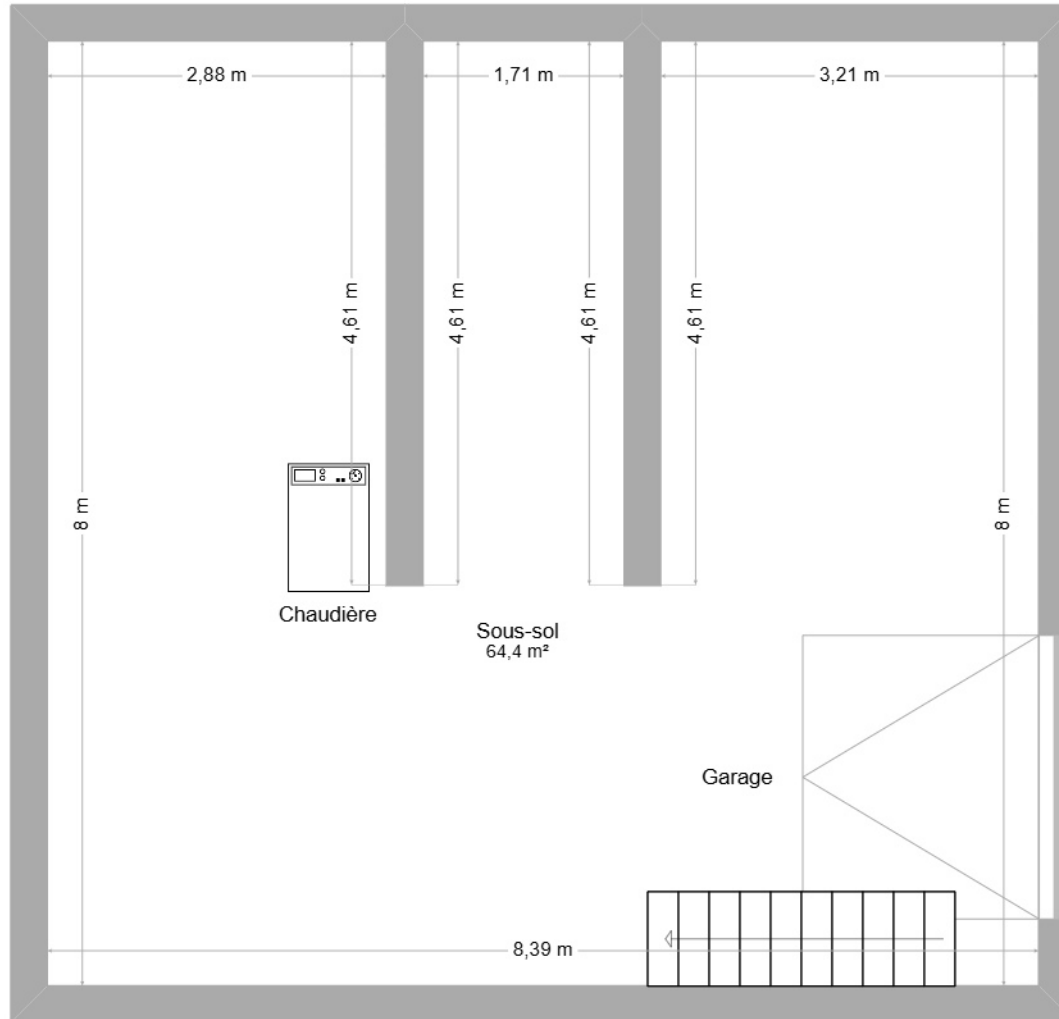 2,88 m
1,71 m
3,21 m
4,61 m
4,61 m
4,61 m
4,61 m
8 m
8 m
Chaudière
Sous-sol
64,4 m²
Garage
8,39 m